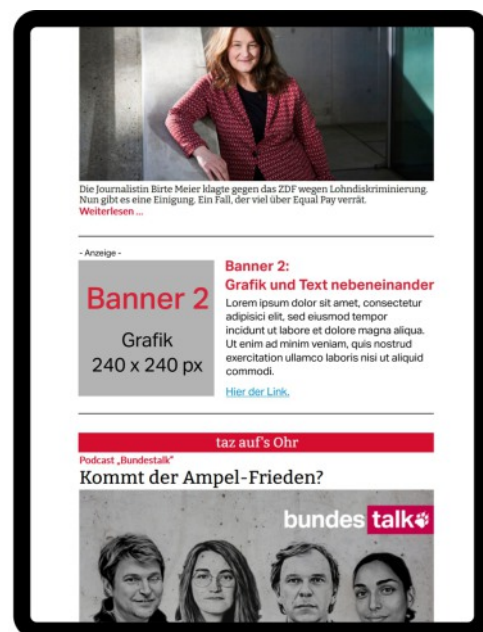 Die Journalistin Birte Meier klagte gegen das ZDF wegen Lohndiskriminierung.
Nun gibt es eine Einigung. Ein Fall, der viel über Equal Pay verrät.
Weiterlesen ...
- Anzeige -
Banner 2
Grafik
240 x 240 px
Banner 2:
Grafik und Text nebeneinander
Lorem ipsum dolor sit amet, consectetur
adipisici elit, sed eiusmod tempor
incidunt ut labore et dolore magna aliqua.
Ut enim ad minim veniam, quis nostrud
exercitation ullamco laboris nisi ut aliquid
commodi.
Hier der Link.
taz auf's Ohr
Podcast „Bundestalk“
Kommt der Ampel-Frieden?
bundes talk